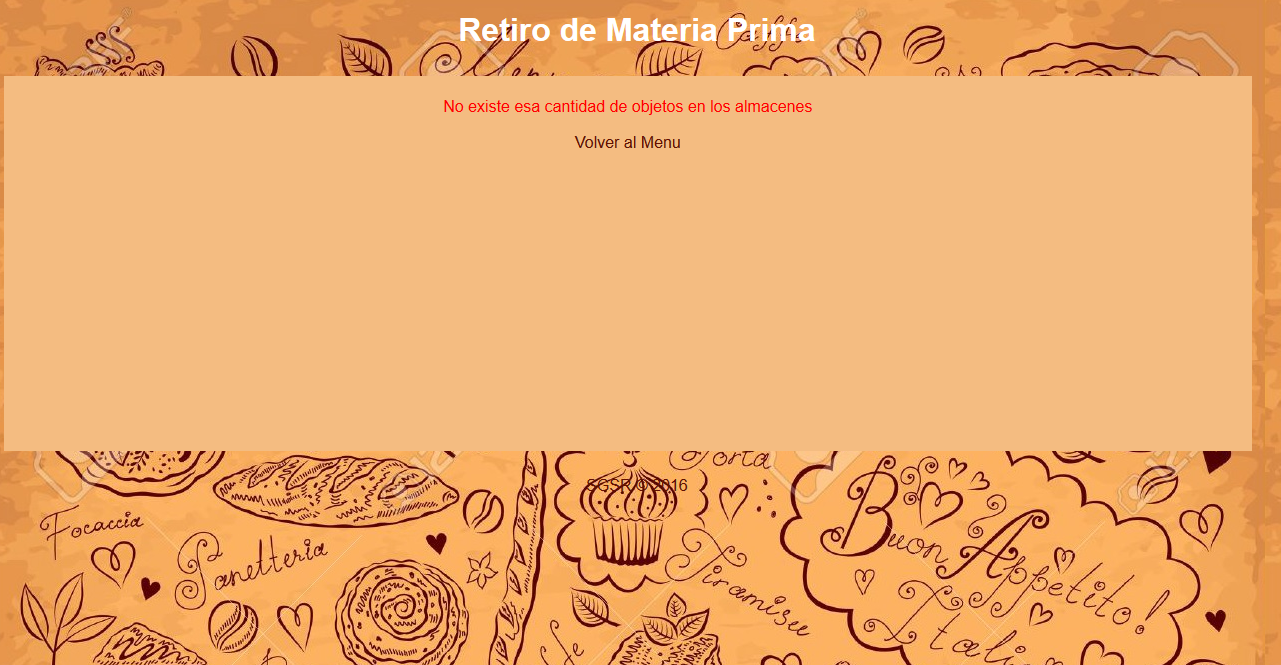 Retiro de Materia Prima
Caffe
No existe esa cantidad de objetos en los almacenes
Volver al Menu
Torta
SGSR © 2016
Focaccia
Panetteria
Tiramisu
Buon Appetito!